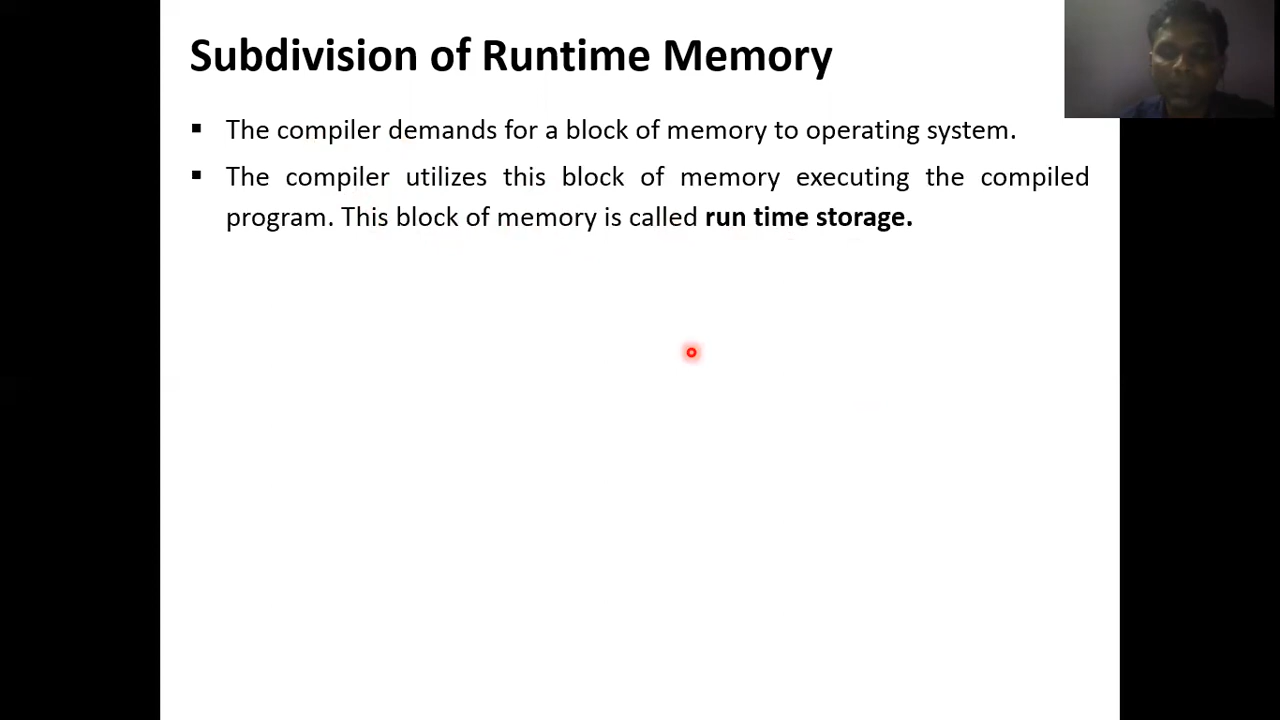 Subdivision of Runtime Memory
▪ The compiler demands for a block of memory to operating system.
▪ The compiler utilizes this block of memory executing the compiled
program. This block of memory is called run time storage.